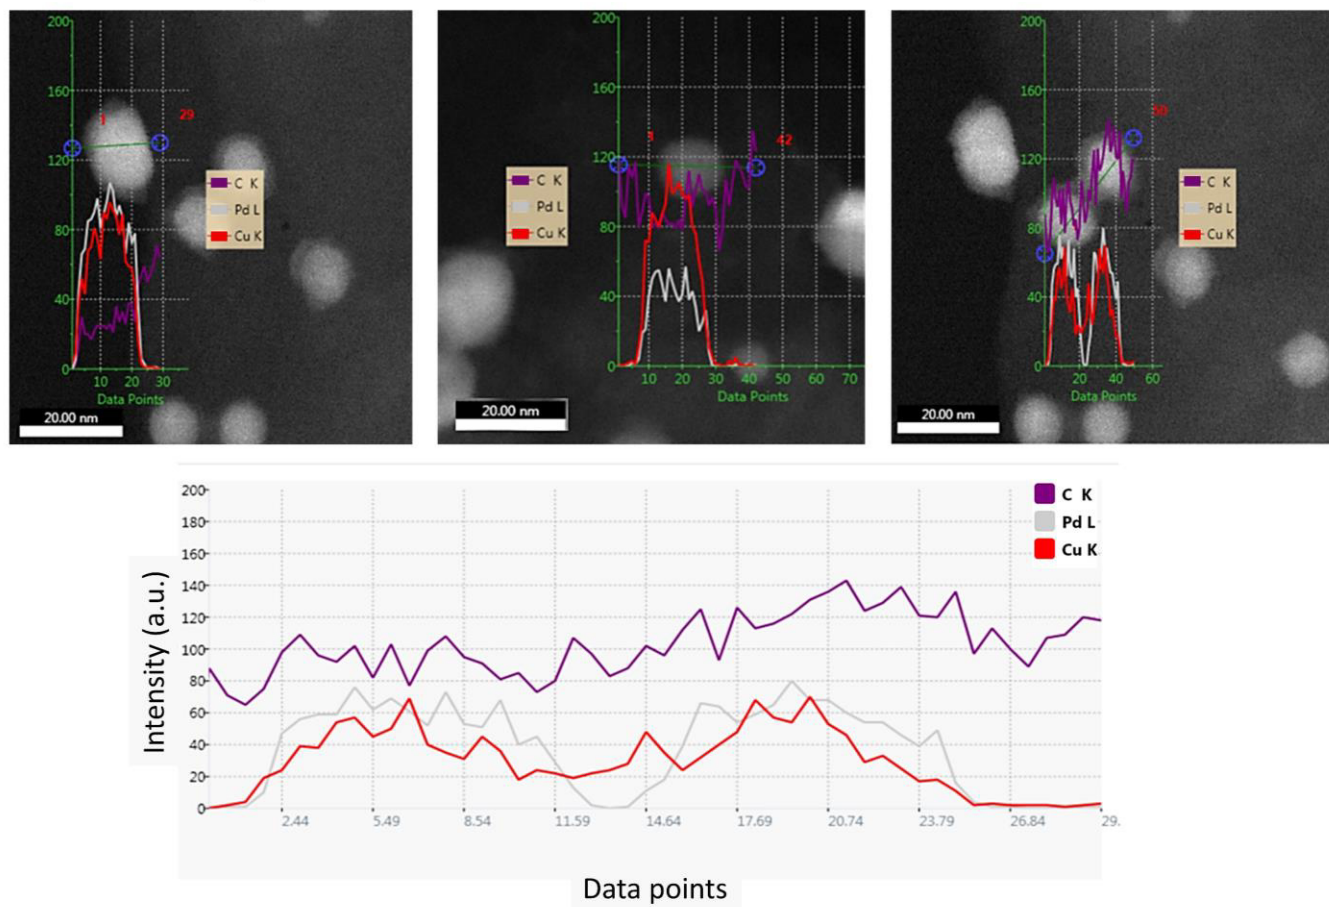 200
160
120
80
40
0
10 20 30
Data Points
1
29
C K
Pd L
Cu K
20.00 nm
200
160
120
80
40
0
10 20 30 40 50 60 70
Data Points
42
C K
Pd L
Cu K
20.00 nm
200
160
120
80
40
0
20 40 60
Data Points
50
C K
Pd L
Cu K
20.00 nm
200
180
160
140
120
100
80
60
40
20
0
2.44 5.49 8.54 11.59 14.64 17.69 20.74 23.79 26.84 29.
Intensity (a.u.)
C K
Pd L
Cu K
Data points